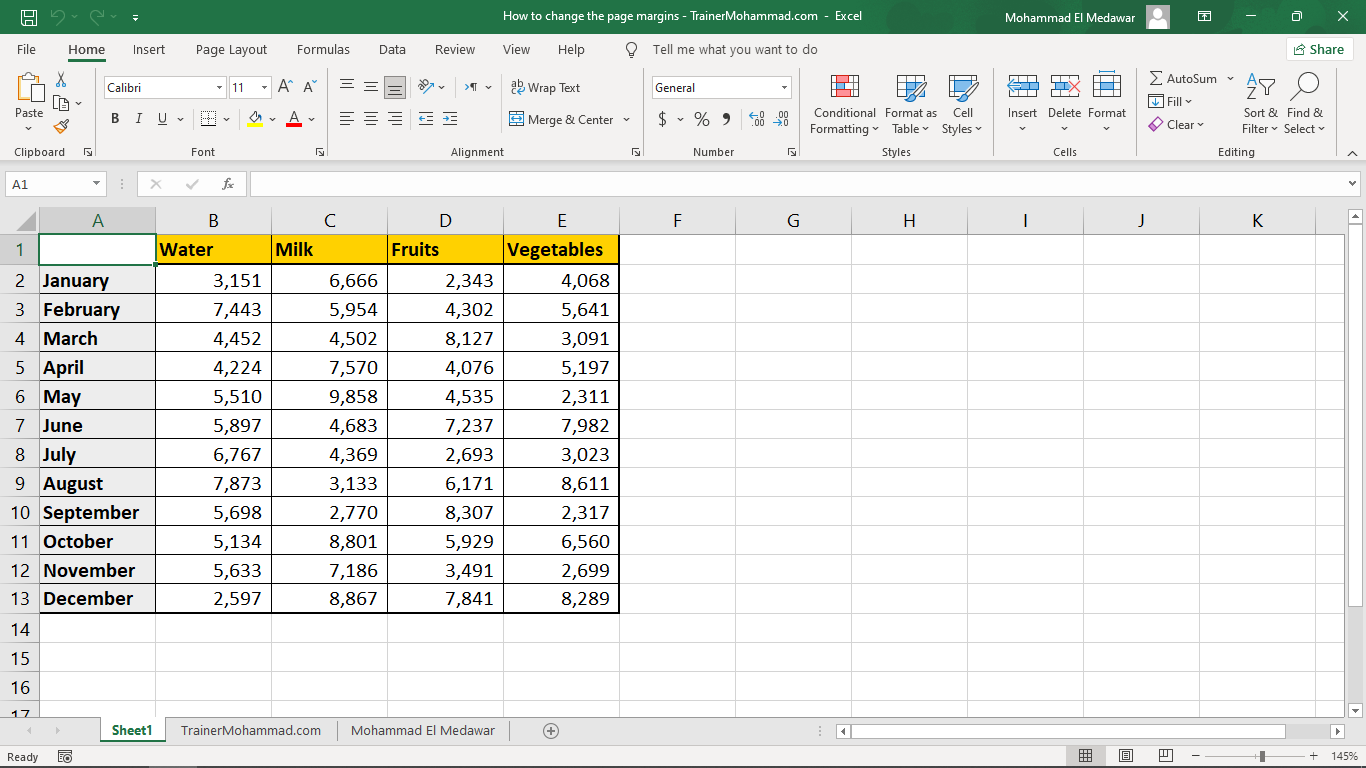 How to change the page margins - TrainerMohammad.com - Excel
Mohammad El Medawar
File Home Insert Page Layout Formulas Data Review View Help Tell me what you want to do
Share
Calibri 11 ab Wrap Text General
Paste
B I U A Merge & Center $ %
Conditional Formatting
Format as Table
Cell Styles
Insert Delete Format
AutoSum
Fill
Clear
Sort & Filter
Find & Select
Clipboard Font Alignment Number Styles Cells Editing
A1 fx
A B C D E F G H I J K
1 Water Milk Fruits Vegetables
2 January 3,151 6,666 2,343 4,068
3 February 7,443 5,954 4,302 5,641
4 March 4,452 4,502 8,127 3,091
5 April 4,224 7,570 4,076 5,197
6 May 5,510 9,858 4,535 2,311
7 June 5,897 4,683 7,237 7,982
8 July 6,767 4,369 2,693 3,023
9 August 7,873 3,133 6,171 8,611
10 September 5,698 2,770 8,307 2,317
11 October 5,134 8,801 5,929 6,560
12 November 5,633 7,186 3,491 2,699
13 December 2,597 8,867 7,841 8,289
14
15
16
17
Sheet1 TrainerMohammad.com Mohammad El Medawar
Ready 145%